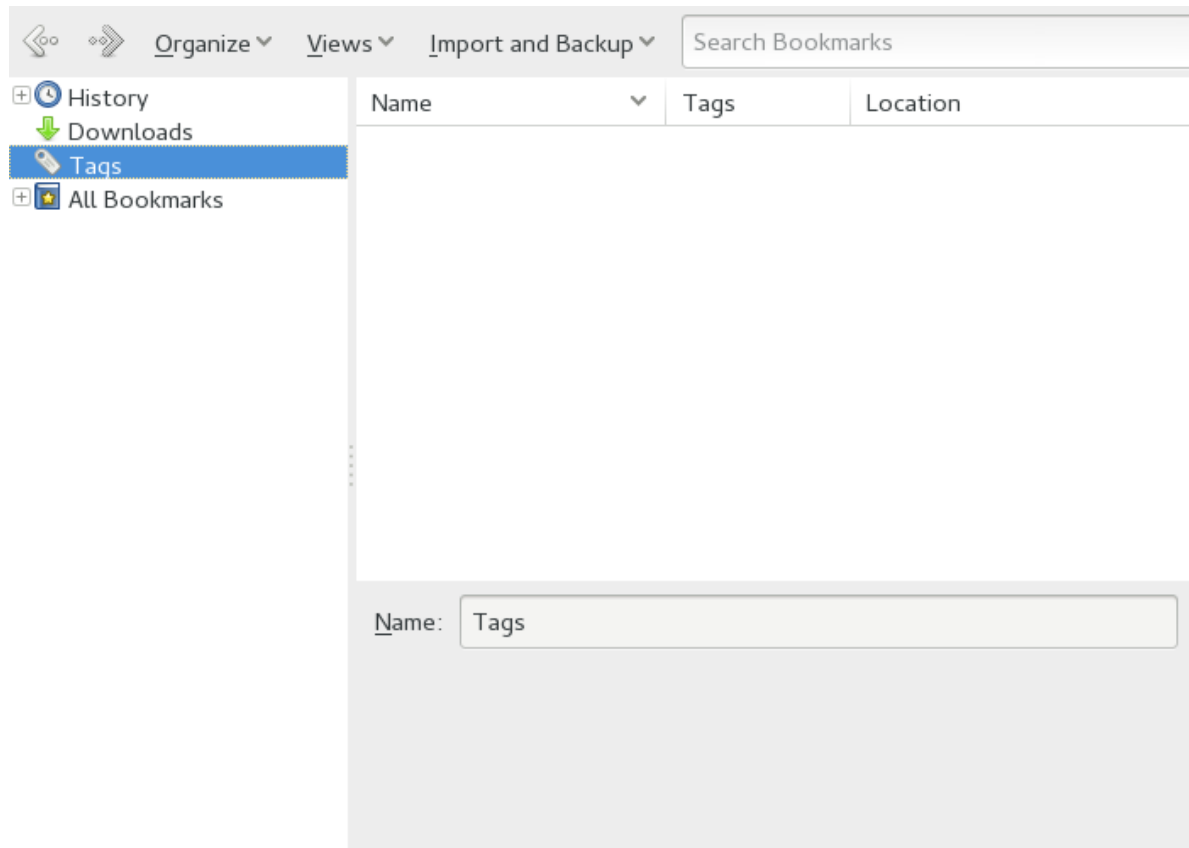 Organize Views Import and Backup Search Bookmarks
History
Downloads
Tags
All Bookmarks
Name Tags Location
Name: Tags